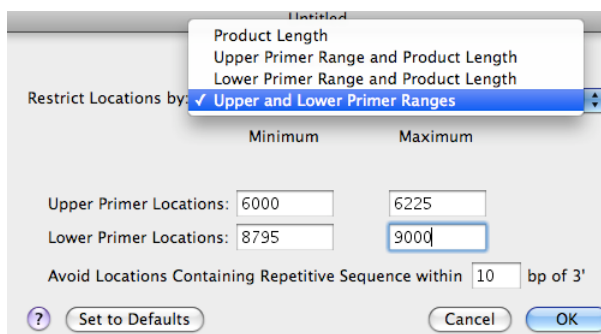 Untitled
Product Length
Upper Primer Range and Product Length
Lower Primer Range and Product Length
Restrict Locations by: ✓ Upper and Lower Primer Ranges
Minimum Maximum
Upper Primer Locations: 6000 6225
Lower Primer Locations: 8795 9000
Avoid Locations Containing Repetitive Sequence within 10 bp of 3'
? Set to Defaults Cancel OK